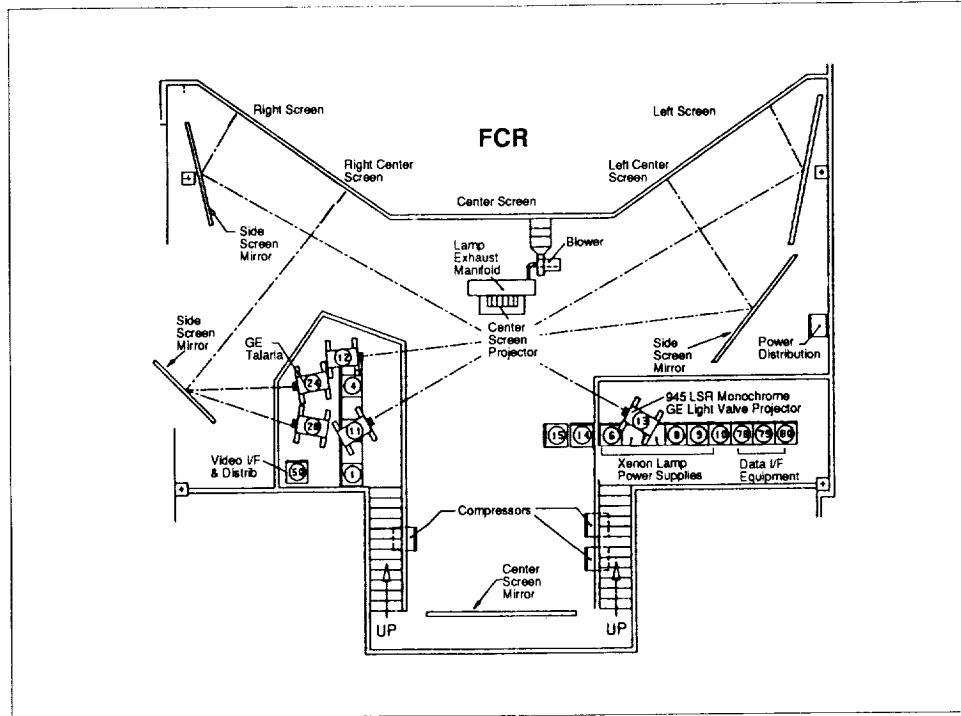 Right Screen
FCR
Left Screen
Right Center
Screen
Left Center
Screen
Center Screen
Side
Screen
Mirror
Lamp
Exhaust
Manifold
Blower
Side
Screen
Mirror
GE
Talaria
Center
Screen
Projector
Side
Screen
Mirror
Power
Distribution
12
24
4
28
11
1
945 LSR Monochrome
GE Light Valve Projector
13
15
14
6
8
9
10
78
79
80
Video I/F
& Distrib
50
Xenon Lamp
Power Supplies
Data I/F
Equipment
Compressors
Center
Screen
Mirror
UP
UP